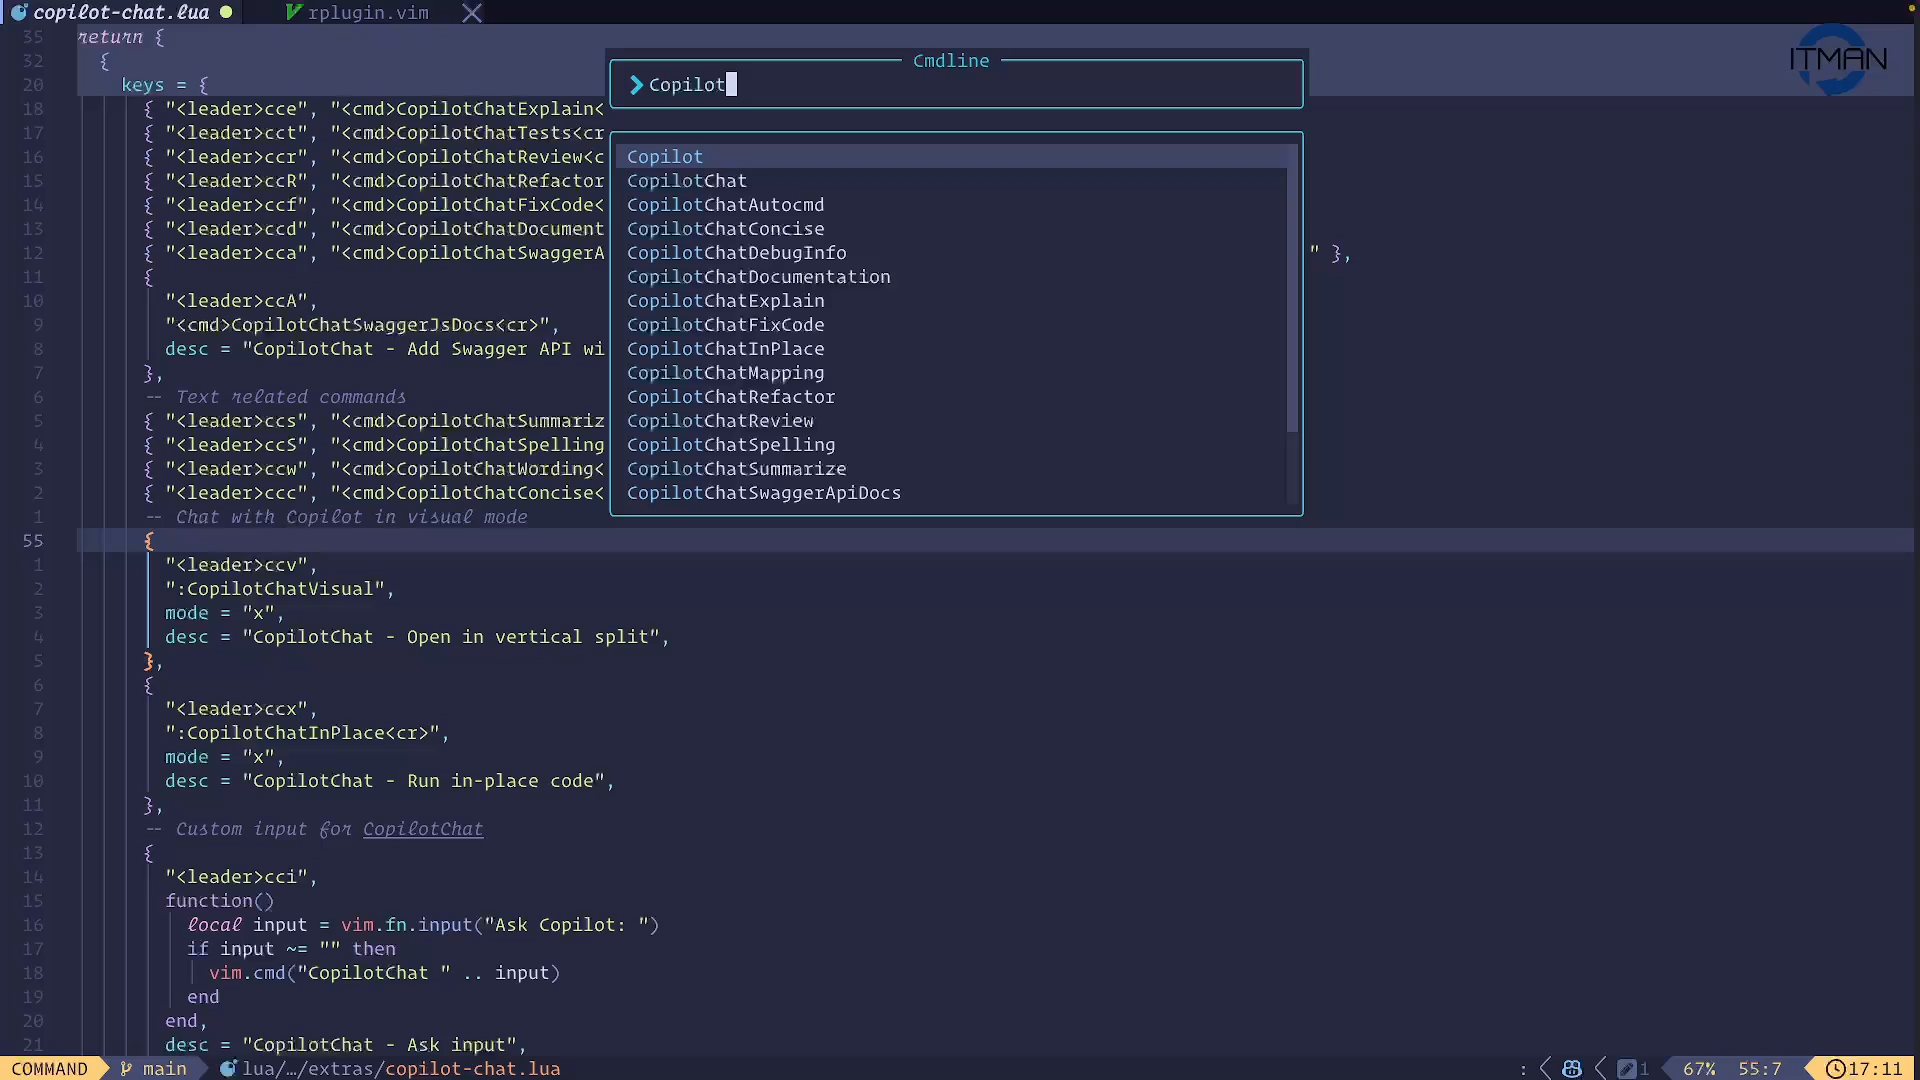 copilot-chat.lua rplugin.vim
ITMAN
35 return {
32 {
20 keys = {
18 { "<leader>cce", "<cmd>CopilotChatExplain<
17 { "<leader>cct", "<cmd>CopilotChatTests<cr
16 { "<leader>ccr", "<cmd>CopilotChatReview<c
15 { "<leader>ccR", "<cmd>CopilotChatRefactor
14 { "<leader>ccf", "<cmd>CopilotChatFixCode<
13 { "<leader>ccd", "<cmd>CopilotChatDocument
12 { "<leader>cca", "<cmd>CopilotChatSwaggerA " },
11 {
10 "<leader>ccA",
9 "<cmd>CopilotChatSwaggerJsDocs<cr>",
8 desc = "CopilotChat - Add Swagger API wi
7 },
6 -- Text related commands
5 { "<leader>ccs", "<cmd>CopilotChatSummariz
4 { "<leader>ccS", "<cmd>CopilotChatSpelling
3 { "<leader>ccw", "<cmd>CopilotChatWording<
2 { "<leader>ccc", "<cmd>CopilotChatConcise<
1 -- Chat with Copilot in visual mode
55 {
1 "<leader>ccv",
2 ":CopilotChatVisual",
3 mode = "x",
4 desc = "CopilotChat - Open in vertical split",
5 },
6 {
7 "<leader>ccx",
8 ":CopilotChatInPlace<cr>",
9 mode = "x",
10 desc = "CopilotChat - Run in-place code",
11 },
12 -- Custom input for CopilotChat
13 {
14 "<leader>cci",
15 function()
16 local input = vim.fn.input("Ask Copilot: ")
17 if input ~= "" then
18 vim.cmd("CopilotChat " .. input)
19 end
20 end,
21 desc = "CopilotChat - Ask input",
Cmdline
Copilot
Copilot
CopilotChat
CopilotChatAutocmd
CopilotChatConcise
CopilotChatDebugInfo
CopilotChatDocumentation
CopilotChatExplain
CopilotChatFixCode
CopilotChatInPlace
CopilotChatMapping
CopilotChatRefactor
CopilotChatReview
CopilotChatSpelling
CopilotChatSummarize
CopilotChatSwaggerApiDocs
COMMAND main lua/…/extras/copilot-chat.lua : 1 67% 55:7 17:11